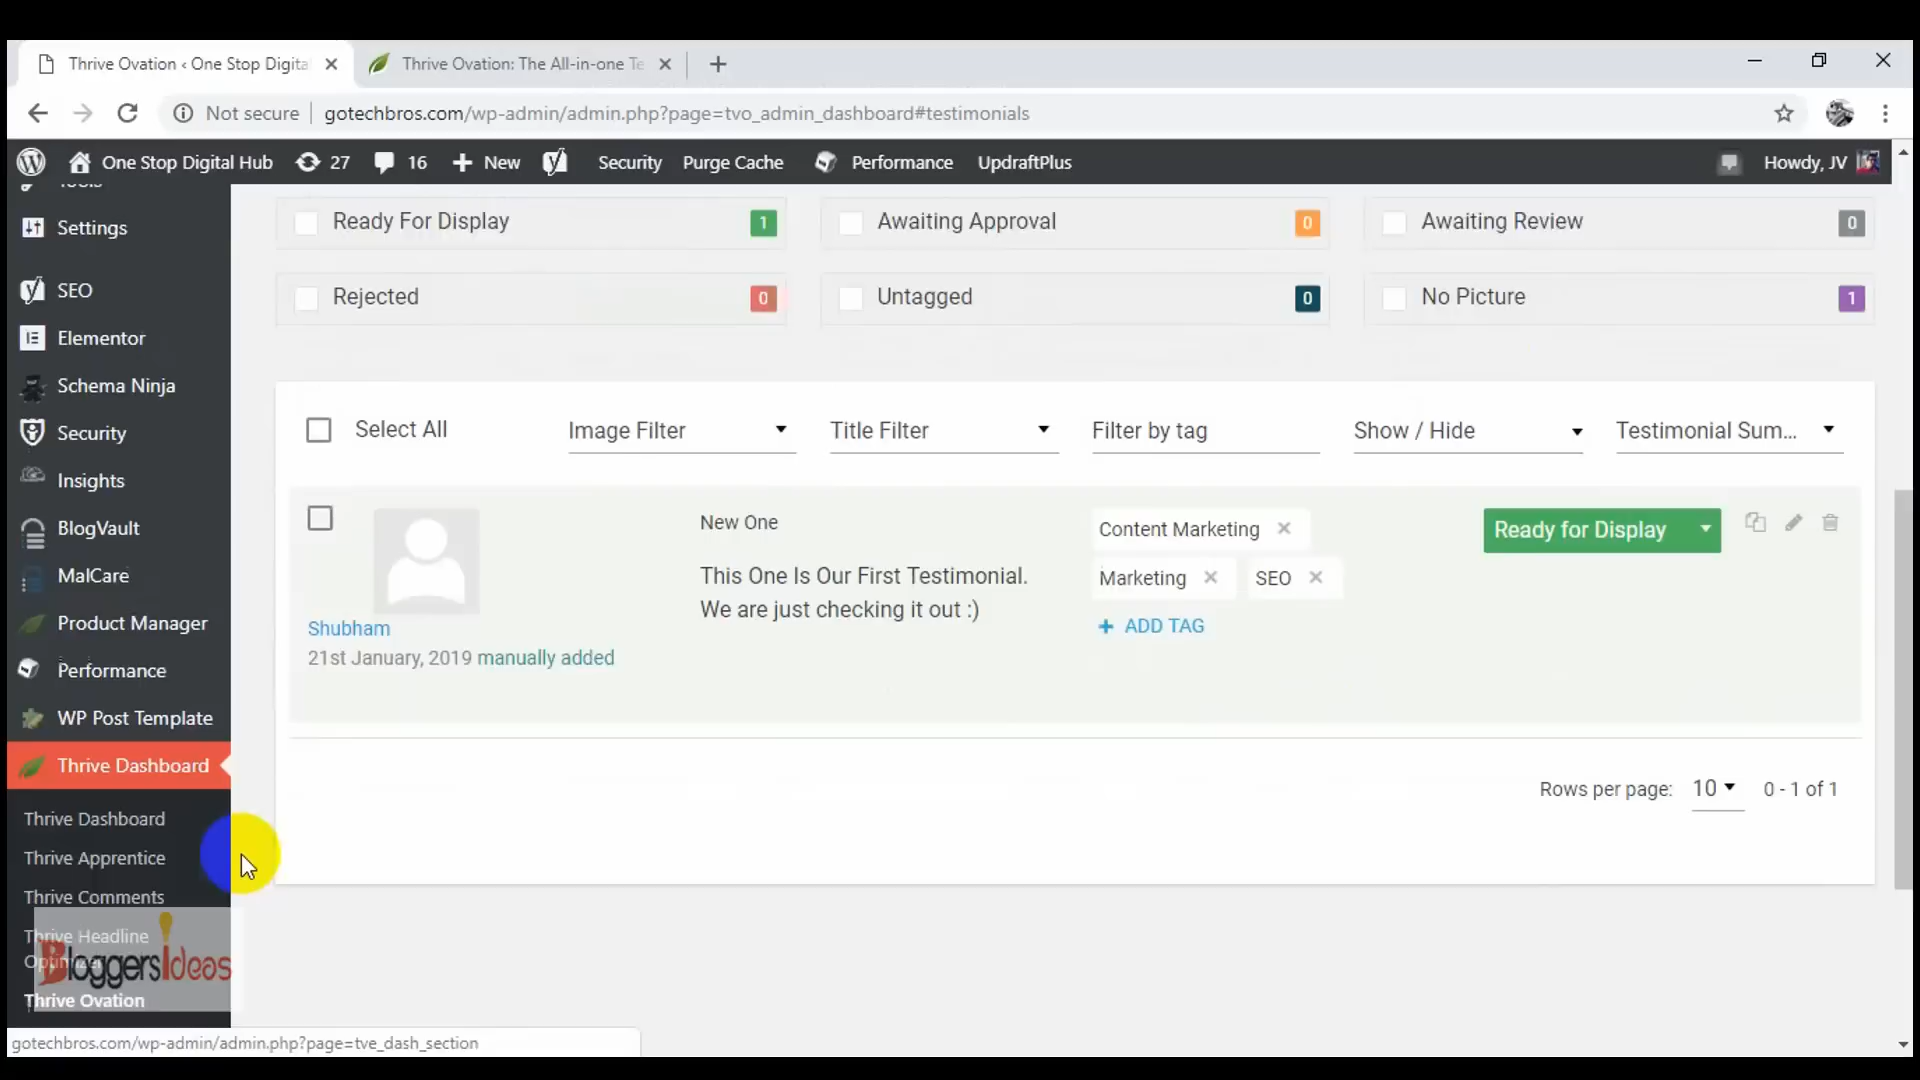 Thrive Ovation ‹ One Stop Digita
Thrive Ovation: The All-in-one Te
Not secure
gotechbros.com/wp-admin/admin.php?page=tvo_admin_dashboard#testimonials
One Stop Digital Hub
27
16
New
Security
Purge Cache
Performance
UpdraftPlus
Howdy, JV
Tools
Settings
SEO
Elementor
Schema Ninja
Security
Insights
BlogVault
MalCare
Product Manager
Performance
WP Post Template
Thrive Dashboard
Thrive Dashboard
Thrive Apprentice
Thrive Comments
Thrive Headline
Optimizer
Thrive Ovation
BloggersIdeas
Ready For Display 1
Awaiting Approval 0
Awaiting Review 0
Rejected 0
Untagged 0
No Picture 1
Select All
Image Filter
Title Filter
Filter by tag
Show / Hide
Testimonial Sum...
Shubham
21st January, 2019 manually added
New One
This One Is Our First Testimonial.
We are just checking it out :)
Content Marketing
Marketing
SEO
+ ADD TAG
Ready for Display
Rows per page: 10 0 - 1 of 1
gotechbros.com/wp-admin/admin.php?page=tve_dash_section